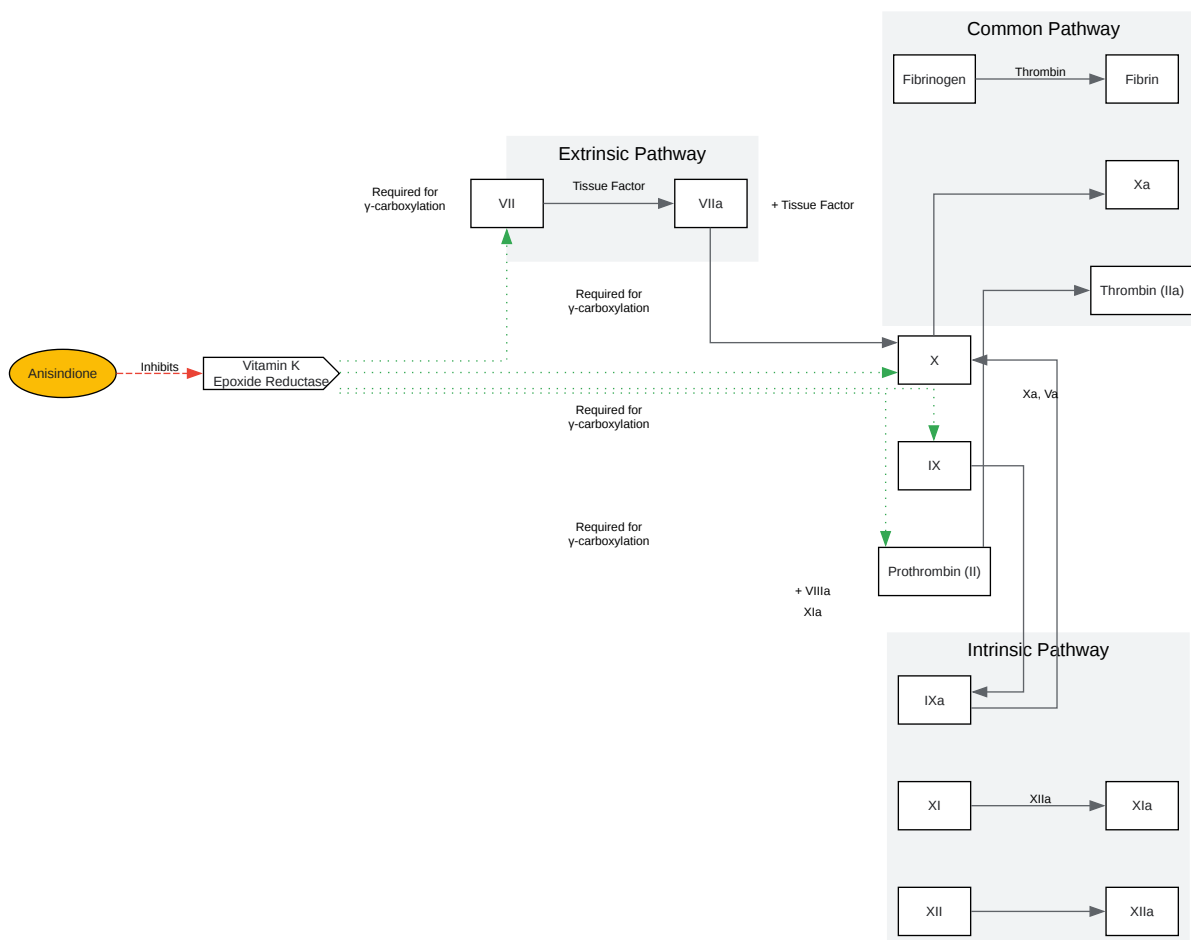 Common Pathway
Fibrinogen
Thrombin
Fibrin
Extrinsic Pathway
Required for
γ-carboxylation
VII
Tissue Factor
VIIa
+ Tissue Factor
Xa
Required for
γ-carboxylation
Thrombin (IIa)
Anisindione
Inhibits
Vitamin K
Epoxide Reductase
X
Xa, Va
Required for
γ-carboxylation
IX
Required for
γ-carboxylation
Prothrombin (II)
+ VIIIa
XIa
Intrinsic Pathway
IXa
XI
XIIa
XIa
XII
XIIa